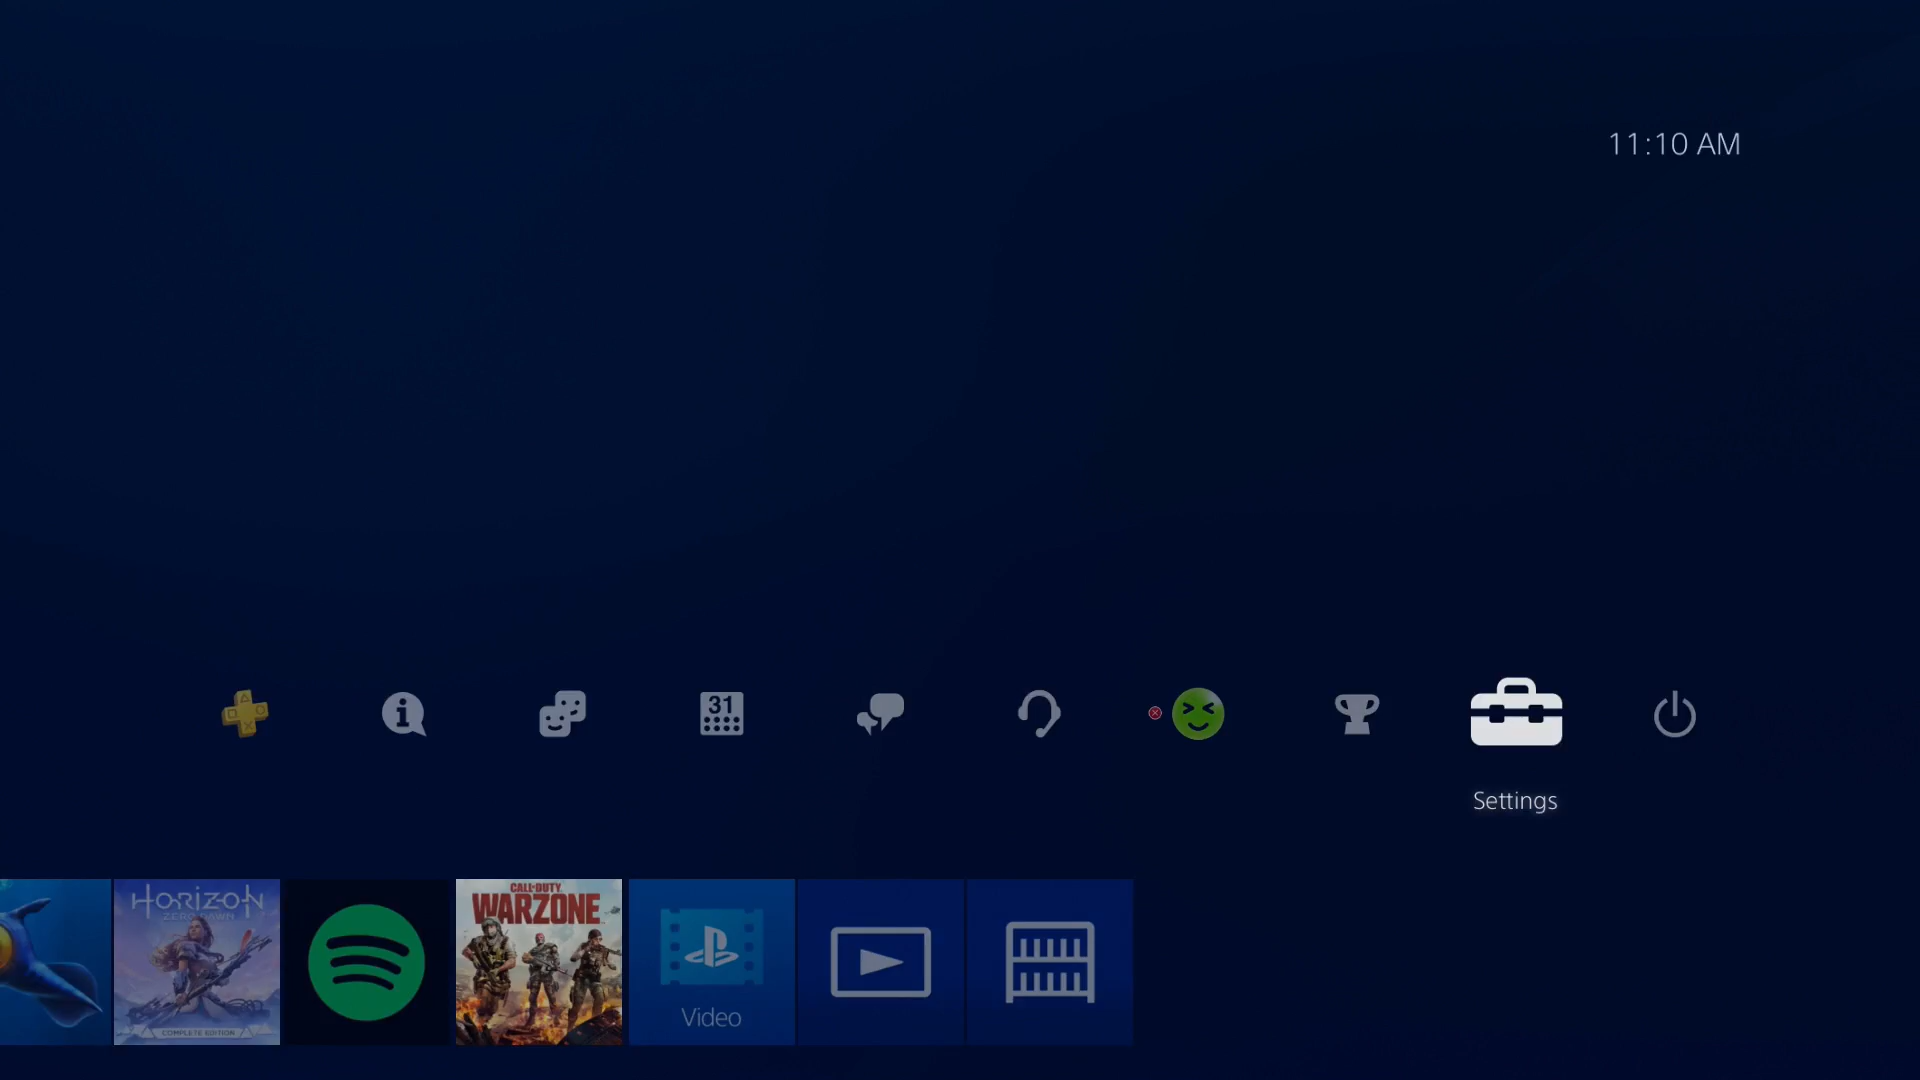 11:10 AM
31
Settings
HORIZON
ZERO DAWN
COMPLETE EDITION
CALL OF DUTY
WARZONE
Video